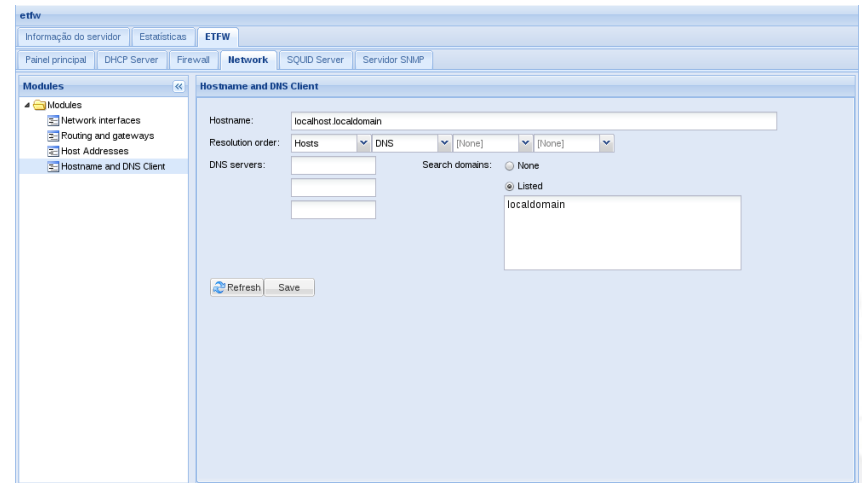 etfw
Informação do servidor Estatísticas ETFW
Painel principal DHCP Server Firewall Network SQUID Server Servidor SNMP
Modules
Modules
Network interfaces
Routing and gateways
Host Addresses
Hostname and DNS Client
Hostname and DNS Client
Hostname: localhost.localdomain
Resolution order: Hosts DNS [None] [None]
DNS servers: Search domains: None
Listed
localdomain
Refresh Save